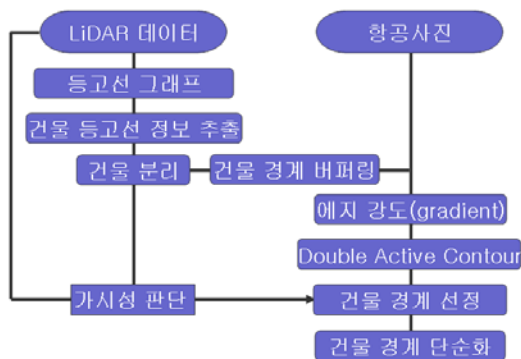 LiDAR 데이터
항공사진
등고선 그래프
건물 등고선 정보 추출
건물 분리
건물 경계 버퍼링
에지 강도(gradient)
Double Active Contour
가시성 판단
건물 경계 선정
건물 경계 단순화